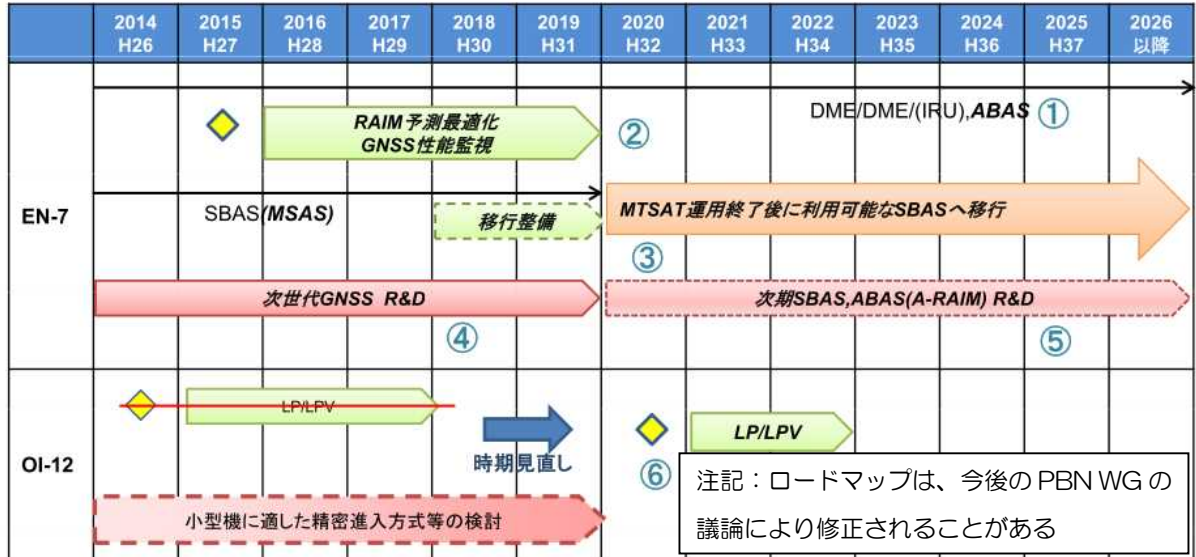 2014 2015 2016 2017 2018 2019 2020 2021 2022 2023 2024 2025 2026
H26 H27 H28 H29 H30 H31 H32 H33 H34 H35 H36 H37 以降
EN-7
DME/DME/(IRU),ABAS ①
RAIM予測最適化
GNSS性能監視
②
SBAS(MSAS)
移行整備
MTSAT運用終了後に利用可能なSBASへ移行
③
次世代GNSS R&D
次期SBAS,ABAS(A-RAIM) R&D
④
⑤
OI-12
LP/LPV
時期見直し
LP/LPV
⑥
小型機に適した精密進入方式等の検討
注記：ロードマップは、今後の PBN WG の
議論により修正されることがある